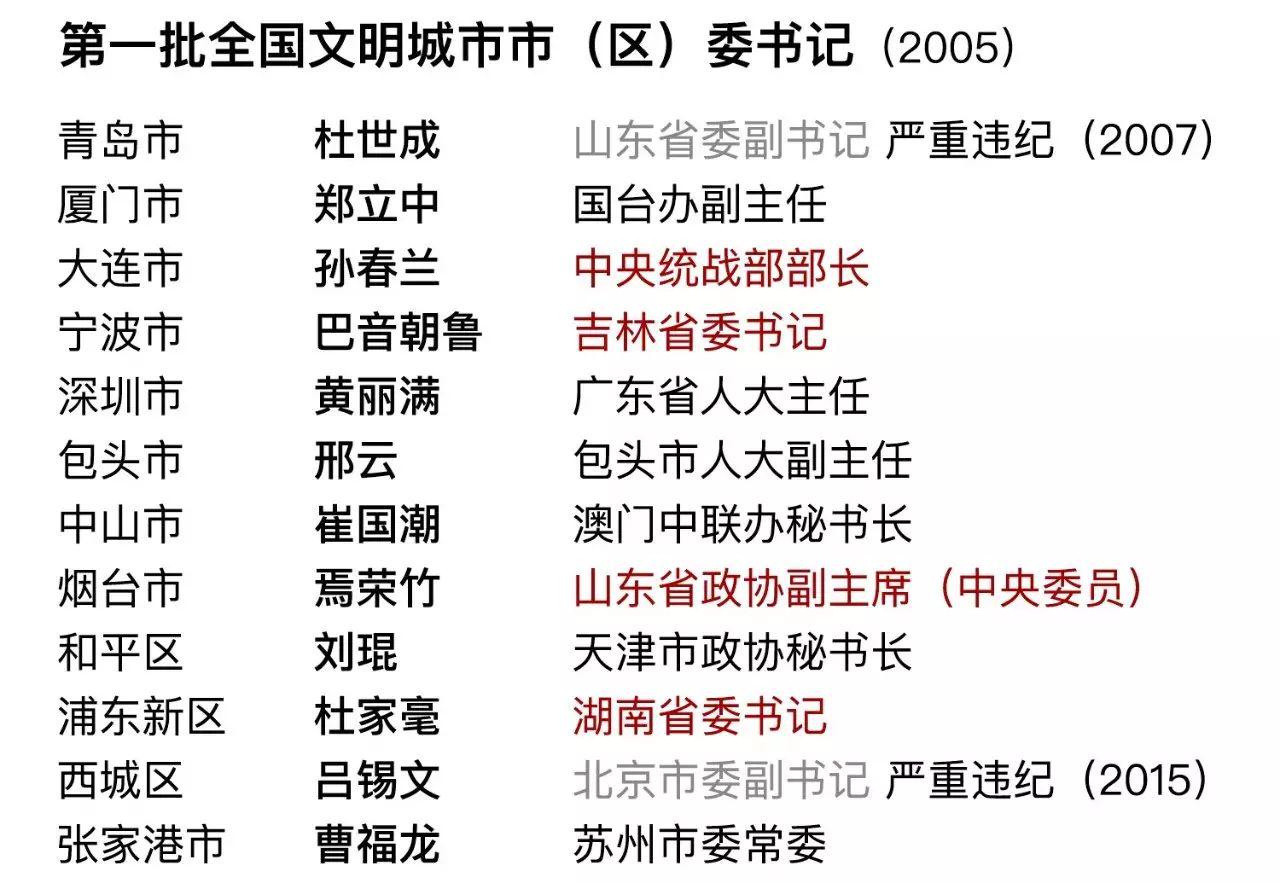 第一批全国文明城市市（区）委书记（2005）
青岛市 杜世成 山东省委副书记 严重违纪（2007）
厦门市 郑立中 国台办副主任
大连市 孙春兰 中央统战部部长
宁波市 巴音朝鲁 吉林省委书记
深圳市 黄丽满 广东省人大主任
包头市 邢云 包头市人大副主任
中山市 崔国潮 澳门中联办秘书长
烟台市 焉荣竹 山东省政协副主席（中央委员）
和平区 刘琨 天津市政协秘书长
浦东新区 杜家毫 湖南省委书记
西城区 吕锡文 北京市委副书记 严重违纪（2015）
张家港市 曹福龙 苏州市委常委